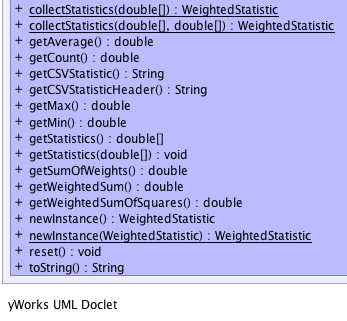 + collectStatistics(double[]) : WeightedStatistic
+ collectStatistics(double[], double[]) : WeightedStatistic
+ getAverage() : double
+ getCount() : double
+ getCSVStatistic() : String
+ getCSVStatisticHeader() : String
+ getMax() : double
+ getMin() : double
+ getStatistics() : double[]
+ getStatistics(double[]) : void
+ getSumOfWeights() : double
+ getWeightedSum() : double
+ getWeightedSumOfSquares() : double
+ newInstance() : WeightedStatistic
+ newInstance(WeightedStatistic) : WeightedStatistic
+ reset() : void
+ toString() : String
yWorks UML Doclet